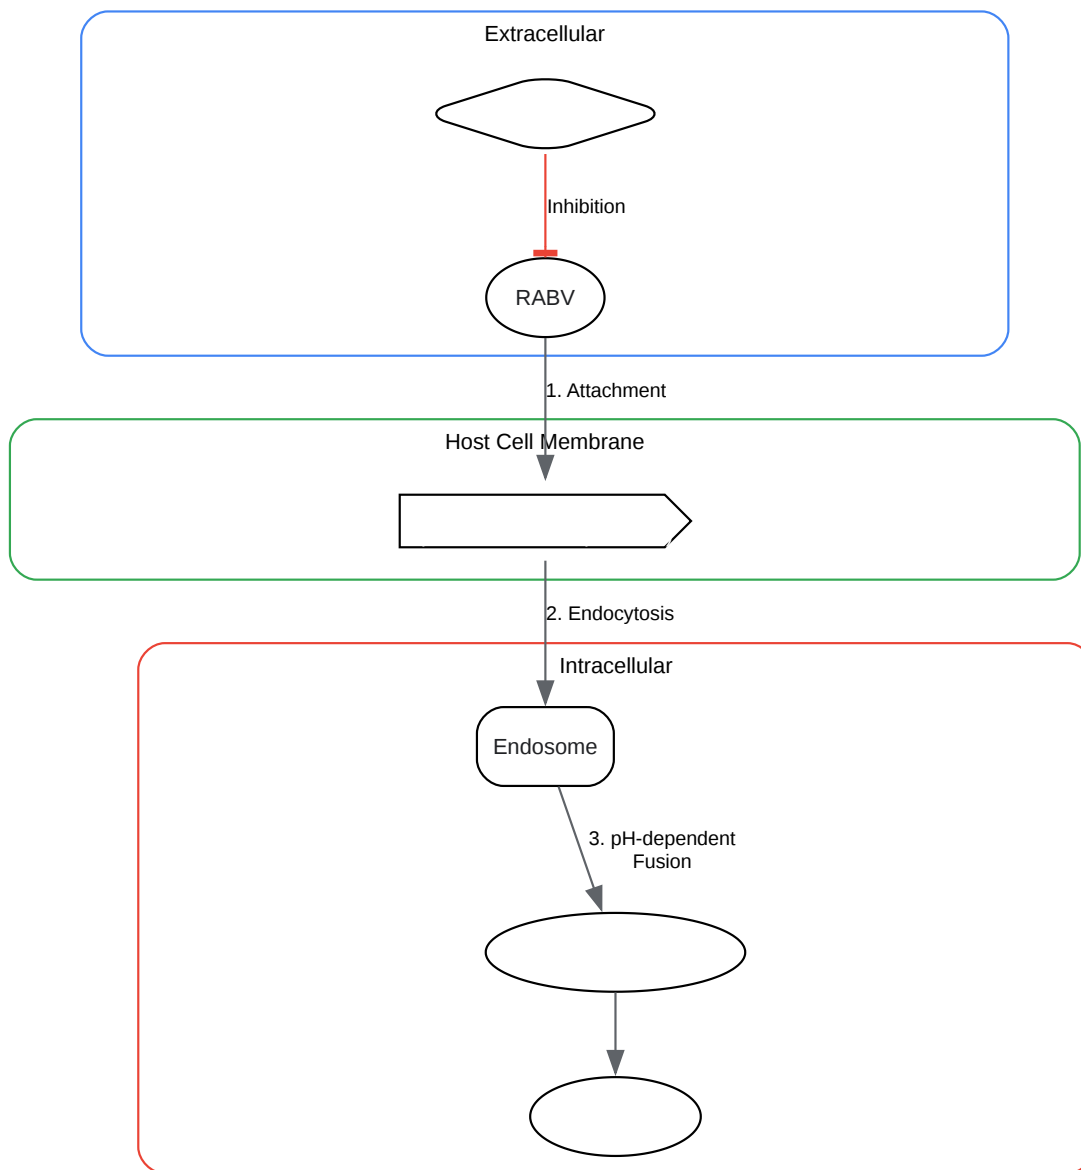 Extracellular
Inhibition
RABV
1. Attachment
Host Cell Membrane
2. Endocytosis
Intracellular
Endosome
3. pH-dependent
Fusion